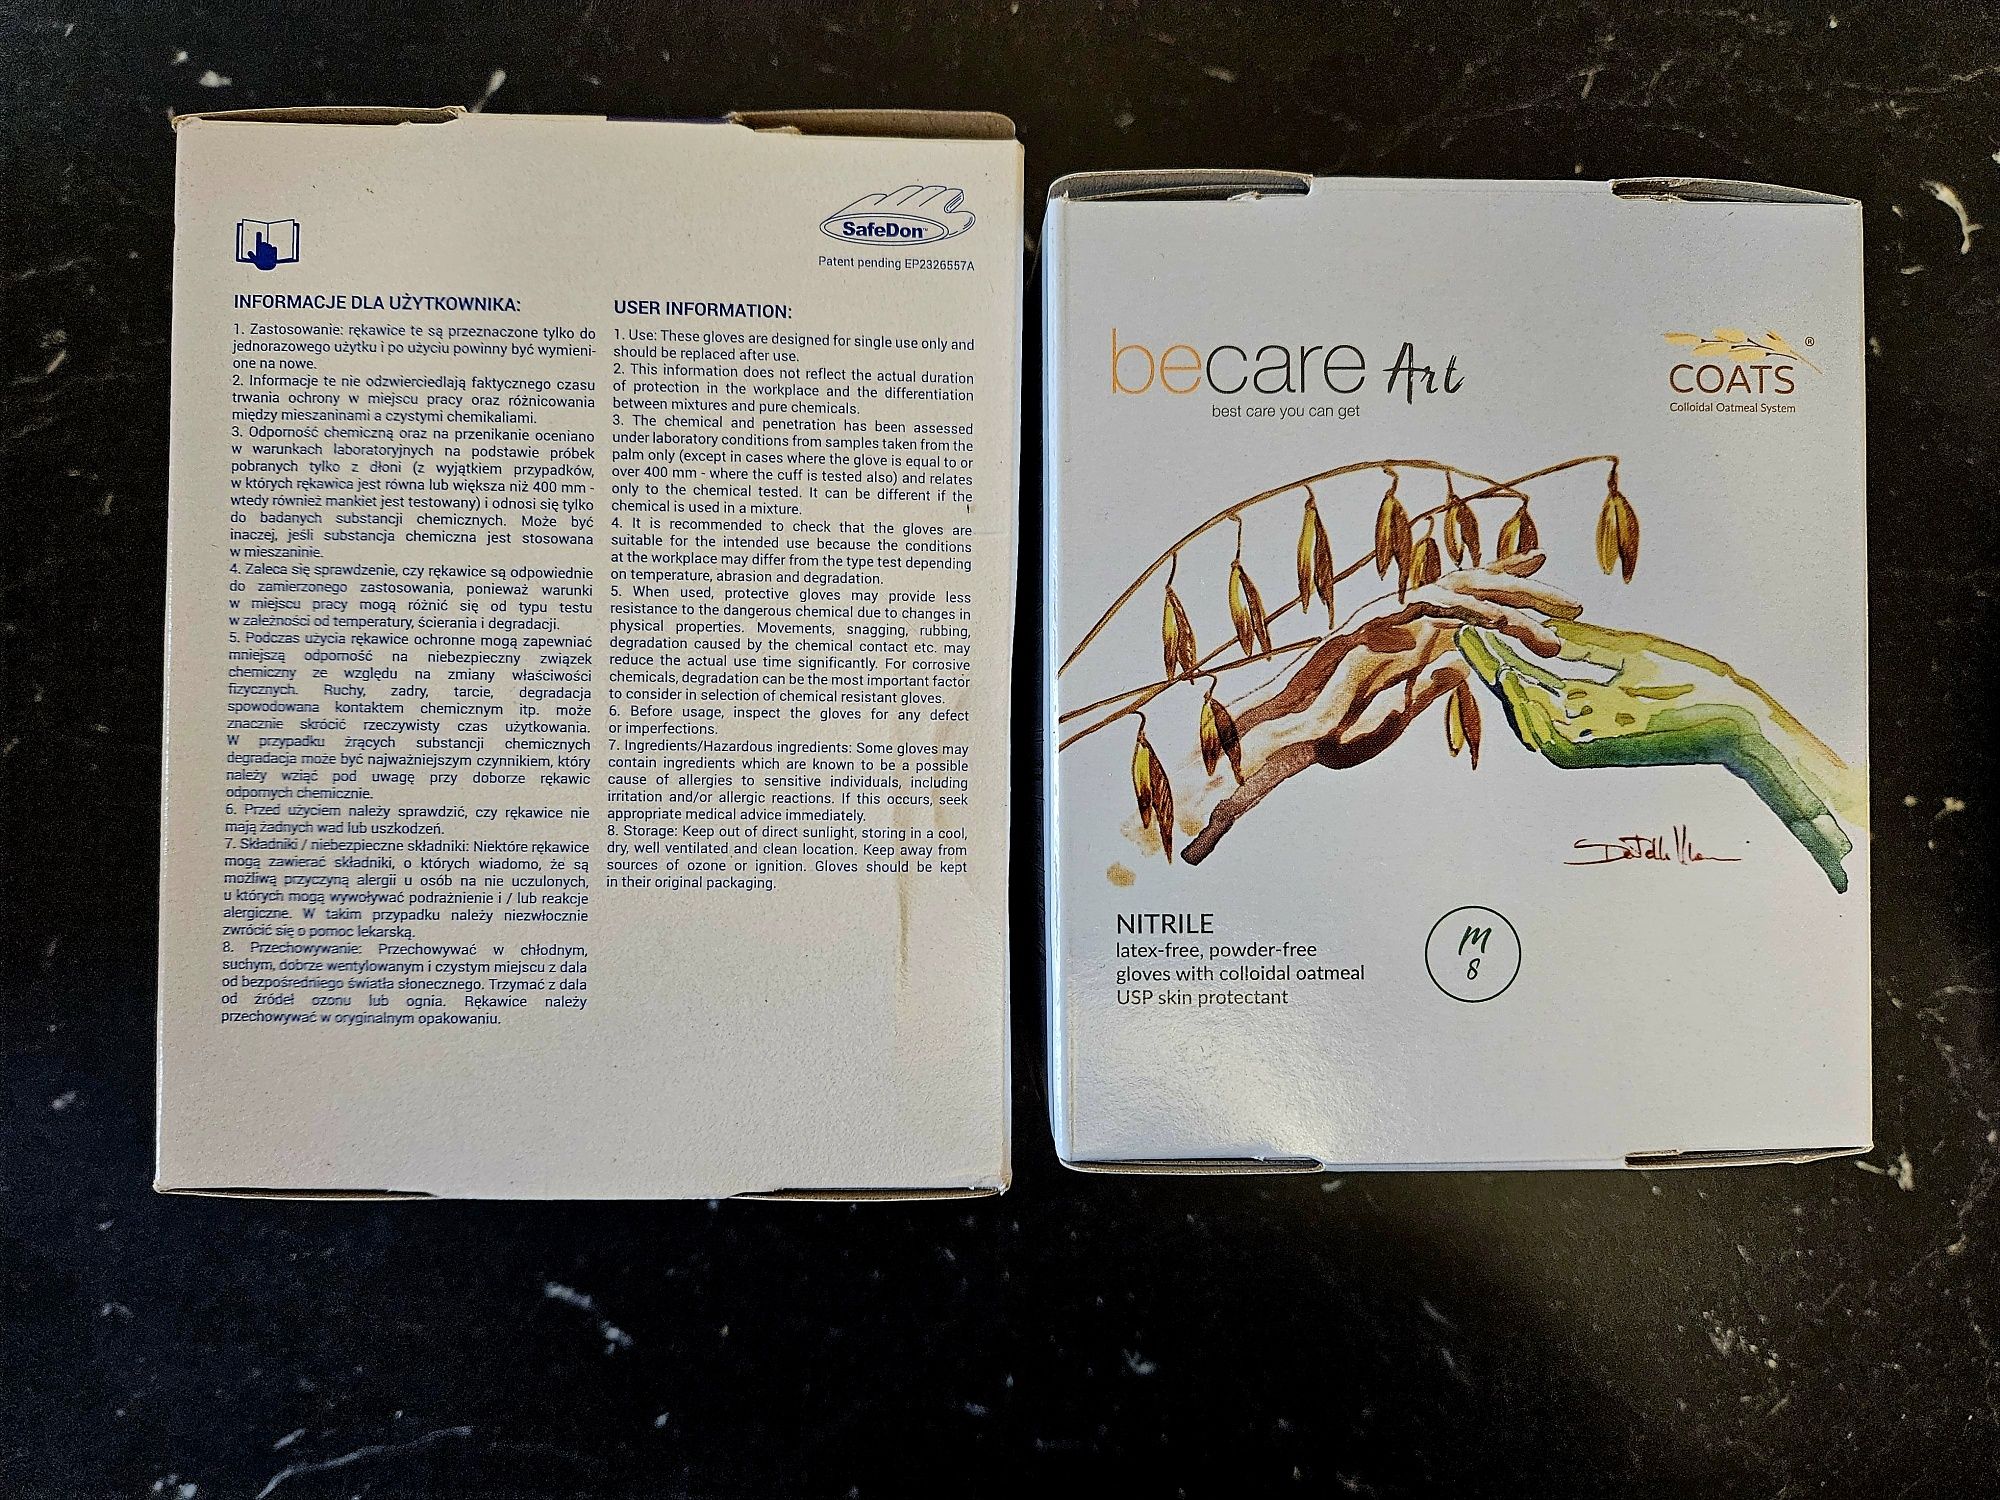 SafeDon™
Patent pending EP2326557A
INFORMACJE DLA UŻYTKOWNIKA:
1. Zastosowanie: rękawice te są przeznaczone tylko do
jednorazowego użytku i po użyciu powinny być wymieni-
one na nowe.
2. Informacje te nie odzwierciedlają faktycznego czasu
trwania ochrony w miejscu pracy oraz różnicowania
między mieszaninami a czystymi chemikaliami.
3. Odporność chemiczną oraz na przenikanie oceniano
w warunkach laboratoryjnych na podstawie próbek
pobranych tylko z dłoni (z wyjątkiem przypadków,
w których rękawica jest równa lub większa niż 400 mm -
wtedy również mankiet jest testowany) i odnosi się tylko
do badanych substancji chemicznych. Może być
inaczej, jeśli substancja chemiczna jest stosowana
w mieszaninie.
4. Zaleca się sprawdzenie, czy rękawice są odpowiednie
do zamierzonego zastosowania, ponieważ warunki
w miejscu pracy mogą różnić się od typu testu
w zależności od temperatury, ścierania i degradacji.
5. Podczas użycia rękawice ochronne mogą zapewniać
mniejszą odporność na niebezpieczny związek
chemiczny ze względu na zmiany właściwości
fizycznych. Ruchy, zadry, tarcie, degradacja
spowodowana kontaktem chemicznym itp. może
znacznie skrócić rzeczywisty czas użytkowania.
W przypadku żrących substancji chemicznych
degradacja może być najważniejszym czynnikiem, który
należy wziąć pod uwagę przy doborze rękawic
odpornych chemicznie.
6. Przed użyciem należy sprawdzić, czy rękawice nie
mają żadnych wad lub uszkodzeń.
7. Składniki / niebezpieczne składniki: Niektóre rękawice
mogą zawierać składniki, o których wiadomo, że są
możliwą przyczyną alergii u osób na nie uczulonych,
u których mogą wywoływać podrażnienie i / lub reakcje
alergiczne. W takim przypadku należy niezwłocznie
zwrócić się o pomoc lekarską.
8. Przechowywanie: Przechowywać w chłodnym,
suchym, dobrze wentylowanym i czystym miejscu z dala
od bezpośredniego światła słonecznego. Trzymać z dala
od źródeł ozonu lub ognia. Rękawice należy
przechowywać w oryginalnym opakowaniu.
USER INFORMATION:
1. Use: These gloves are designed for single use only and
should be replaced after use.
2. This information does not reflect the actual duration
of protection in the workplace and the differentiation
between mixtures and pure chemicals.
3. The chemical and penetration has been assessed
under laboratory conditions from samples taken from the
palm only (except in cases where the glove is equal to or
over 400 mm - where the cuff is tested also) and relates
only to the chemical tested. It can be different if the
chemical is used in a mixture.
4. It is recommended to check that the gloves are
suitable for the intended use because the conditions
at the workplace may differ from the type test depending
on temperature, abrasion and degradation.
5. When used, protective gloves may provide less
resistance to the dangerous chemical due to changes in
physical properties. Movements, snagging, rubbing,
degradation caused by the chemical contact etc. may
reduce the actual use time significantly. For corrosive
chemicals, degradation can be the most important factor
to consider in selection of chemical resistant gloves.
6. Before usage, inspect the gloves for any defect
or imperfections.
7. Ingredients/Hazardous ingredients: Some gloves may
contain ingredients which are known to be a possible
cause of allergies to sensitive individuals, including
irritation and/or allergic reactions. If this occurs, seek
appropriate medical advice immediately.
8. Storage: Keep out of direct sunlight, storing in a cool,
dry, well ventilated and clean location. Keep away from
sources of ozone or ignition. Gloves should be kept
in their original packaging.
becare Art
best care you can get
COATS®
Colloidal Oatmeal System
NITRILE
latex-free, powder-free
gloves with colloidal oatmeal
USP skin protectant
M
8